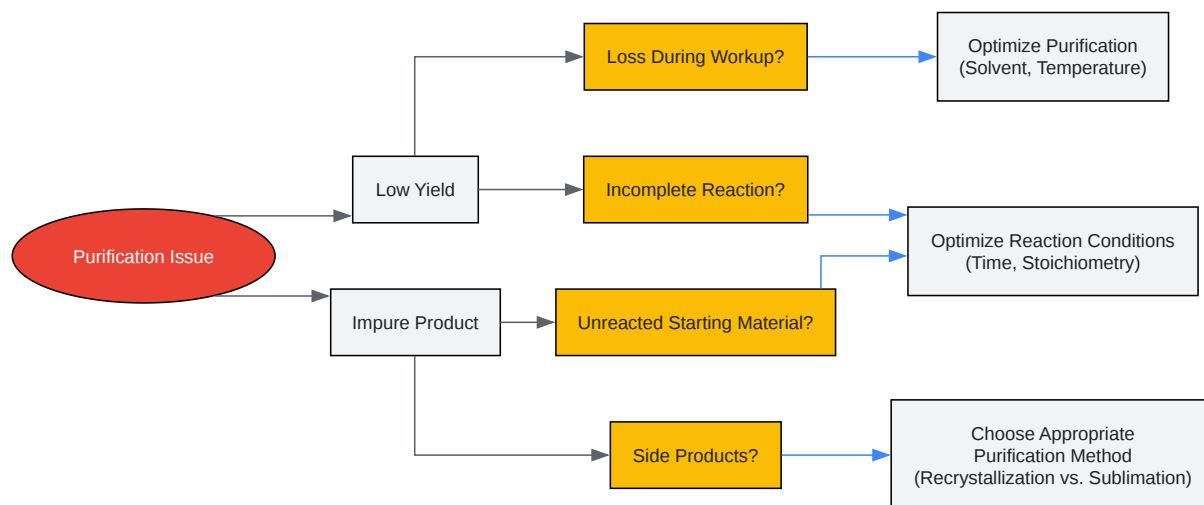 Loss During Workup?
Optimize Purification
(Solvent, Temperature)
Low Yield
Incomplete Reaction?
Purification Issue
Optimize Reaction Conditions
(Time, Stoichiometry)
Impure Product
Unreacted Starting Material?
Side Products?
Choose Appropriate
Purification Method
(Recrystallization vs. Sublimation)